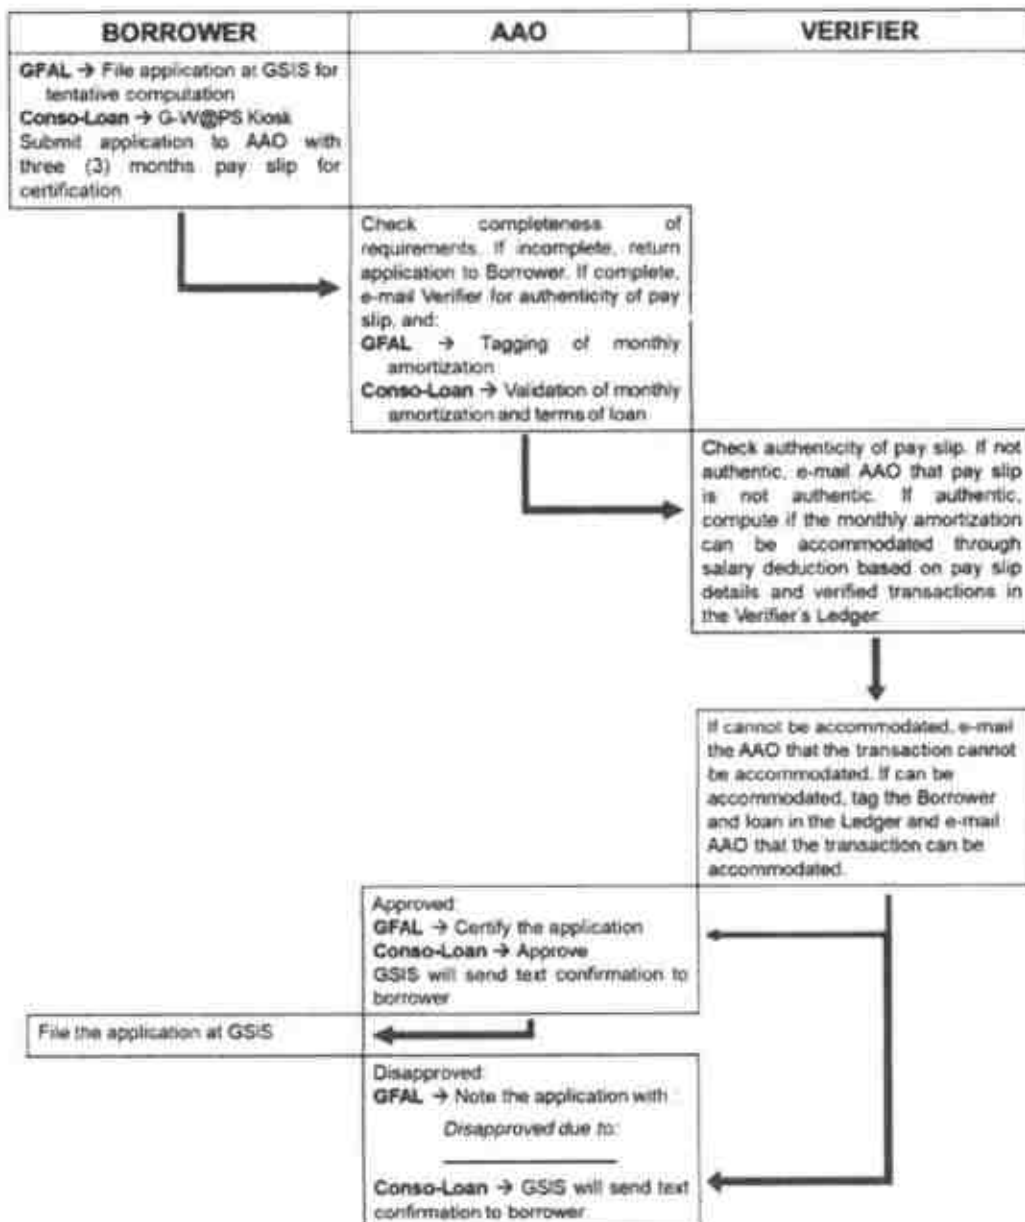 BORROWER
AAO
VERIFIER
GFAL → File application at GSIS for
tentative computation
Conso-Loan → G-W@PS Kiosk
Submit application to AAO with
three (3) months pay slip for
certification
Check completeness of
requirements. If incomplete, return
application to Borrower. If complete,
e-mail Verifier for authenticity of pay
slip, and:
GFAL → Tagging of monthly
amortization
Conso-Loan → Validation of monthly
amortization and terms of loan
Check authenticity of pay slip. If not
authentic, e-mail AAO that pay slip
is not authentic. If authentic,
compute if the monthly amortization
can be accommodated through
salary deduction based on pay slip
details and verified transactions in
the Verifier's Ledger.
If cannot be accommodated, e-mail
the AAO that the transaction cannot
be accommodated. If can be
accommodated, tag the Borrower
and loan in the Ledger and e-mail
AAO that the transaction can be
accommodated.
Approved:
GFAL → Certify the application
Conso-Loan → Approve
GSIS will send text confirmation to
borrower
File the application at GSIS
Disapproved:
GFAL → Note the application with :
Disapproved due to:
Conso-Loan → GSIS will send text
confirmation to borrower.